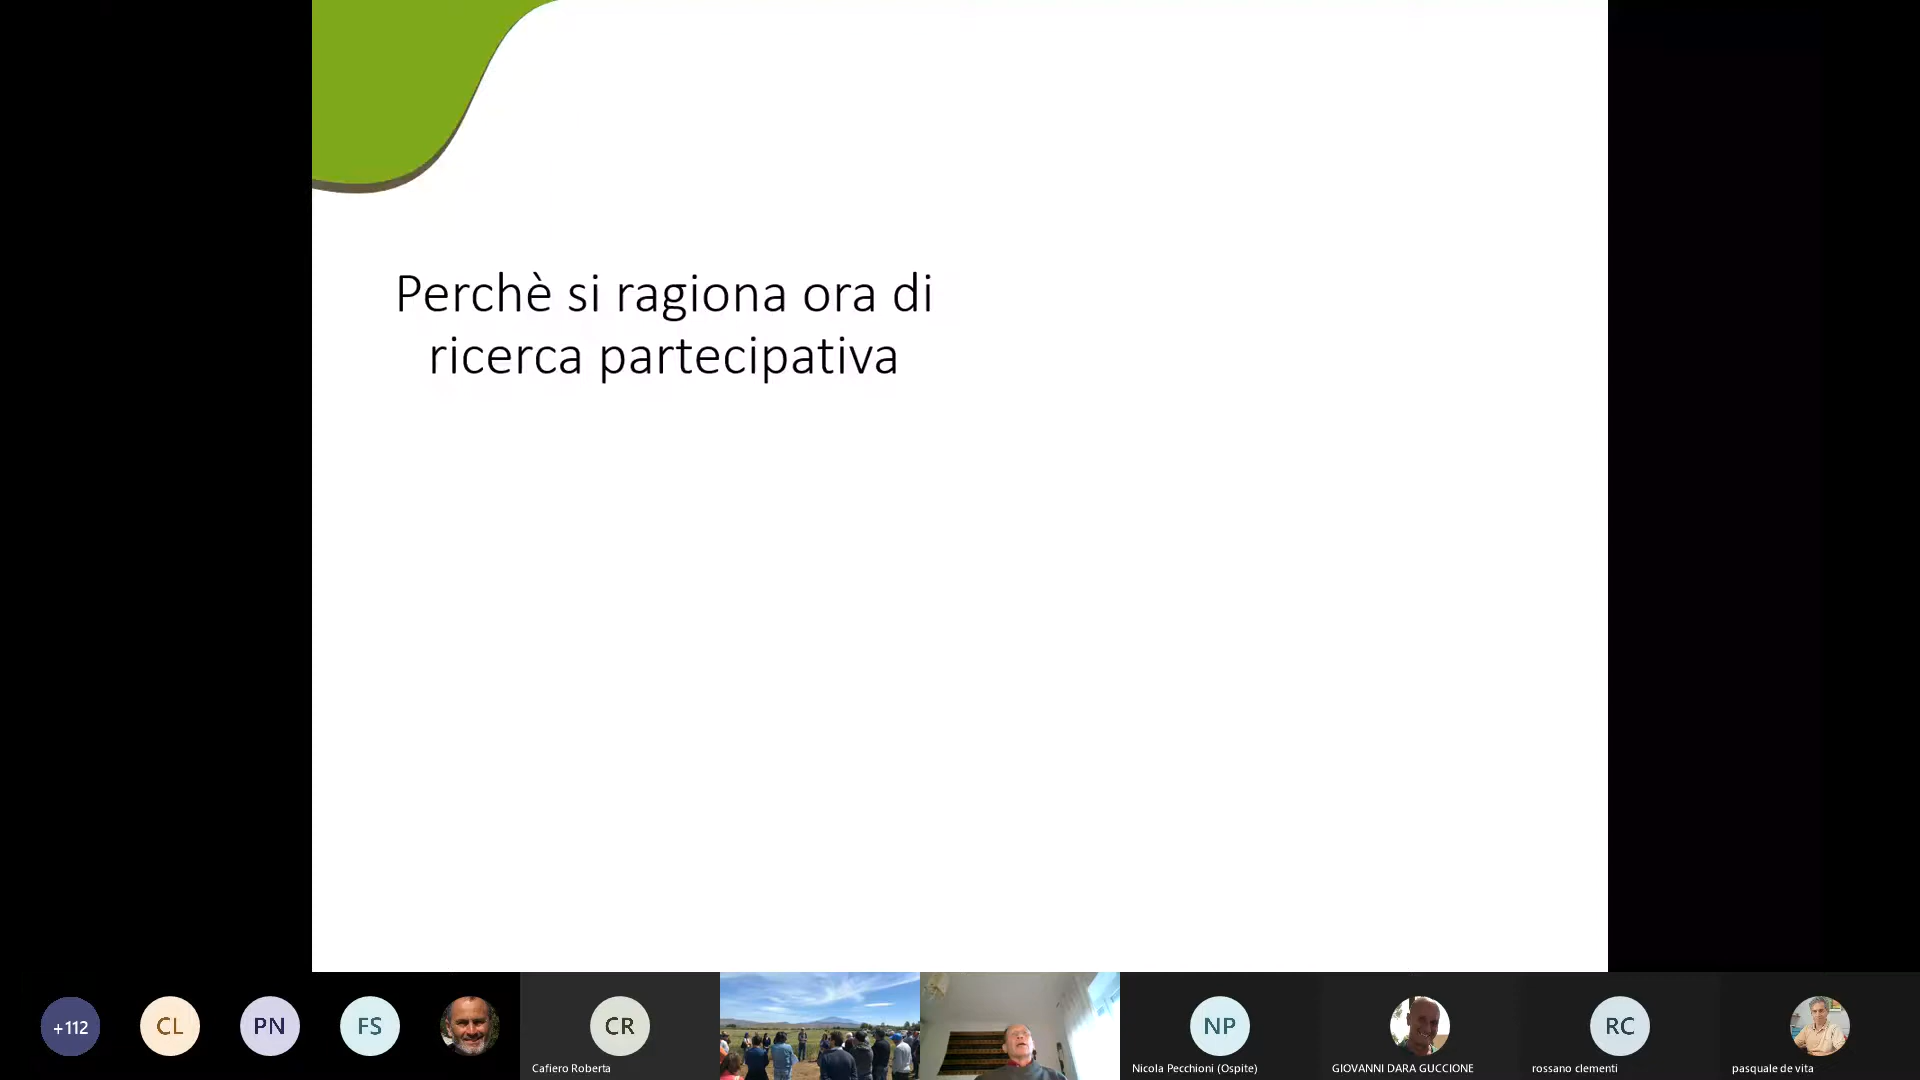 Perchè si ragiona ora di
ricerca partecipativa
+112
CL
PN
FS
CR
Cafiero Roberta
NP
Nicola Pecchioni (Ospite)
GIOVANNI DARA GUCCIONE
RC
rossano clementi
pasquale de vita